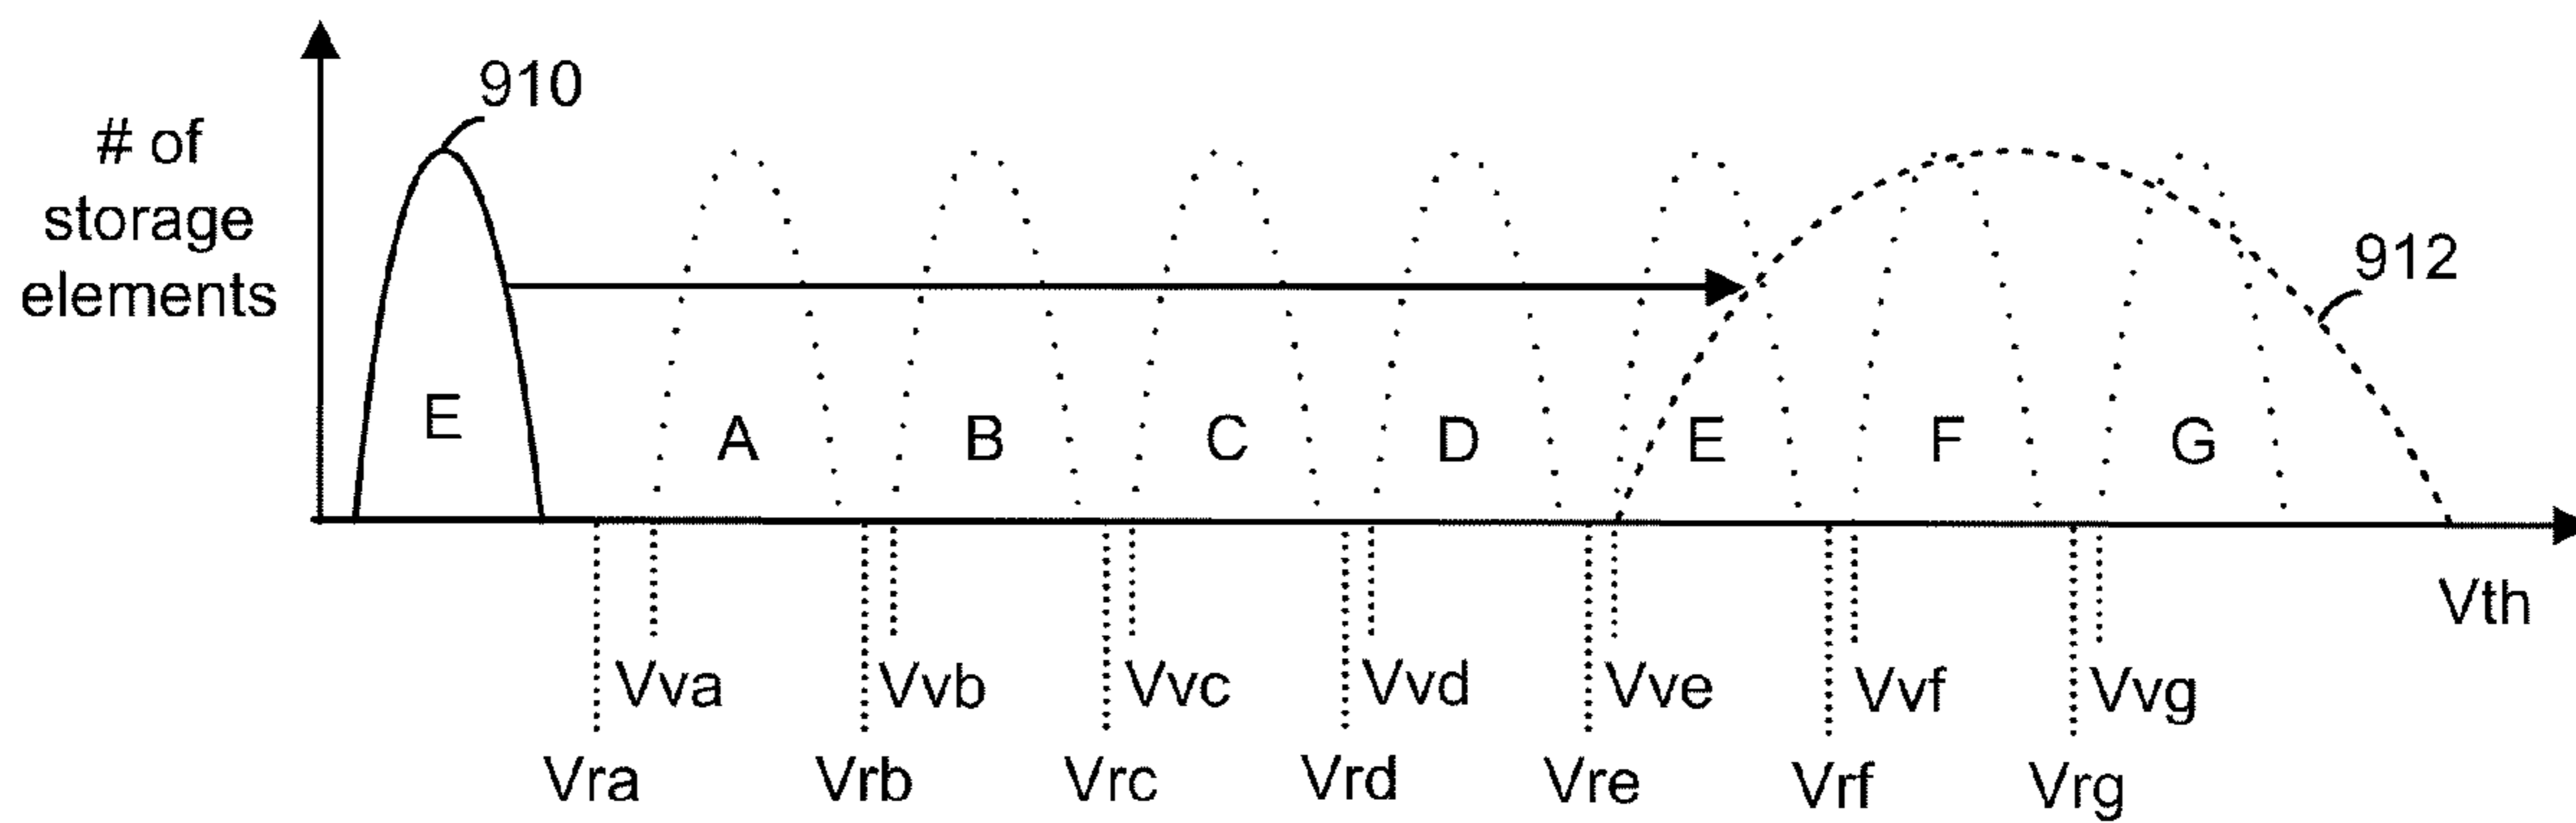 910
# of
storage
elements
912
E
A
B
C
D
E
F
G
Vth
Vva
Vvb
Vvc
Vvd
Vve
Vvf
Vvg
Vra
Vrb
Vrc
Vrd
Vre
Vrf
Vrg